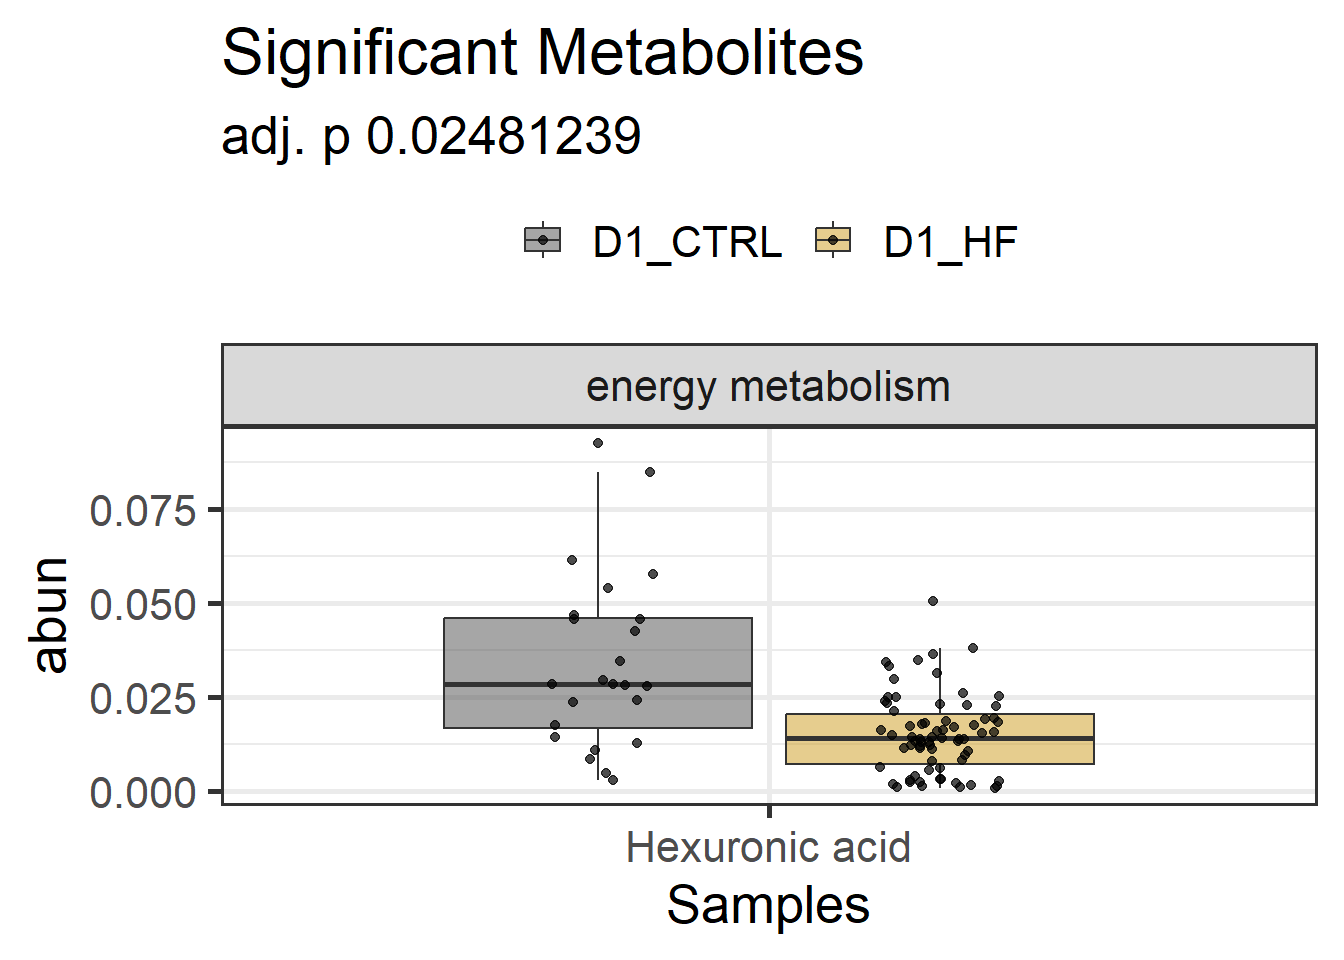 Significant Metabolites
adj. p 0.02481239
D1_CTRL D1_HF
energy metabolism
0.075
0.050
0.025
0.000
abun
Hexuronic acid
Samples